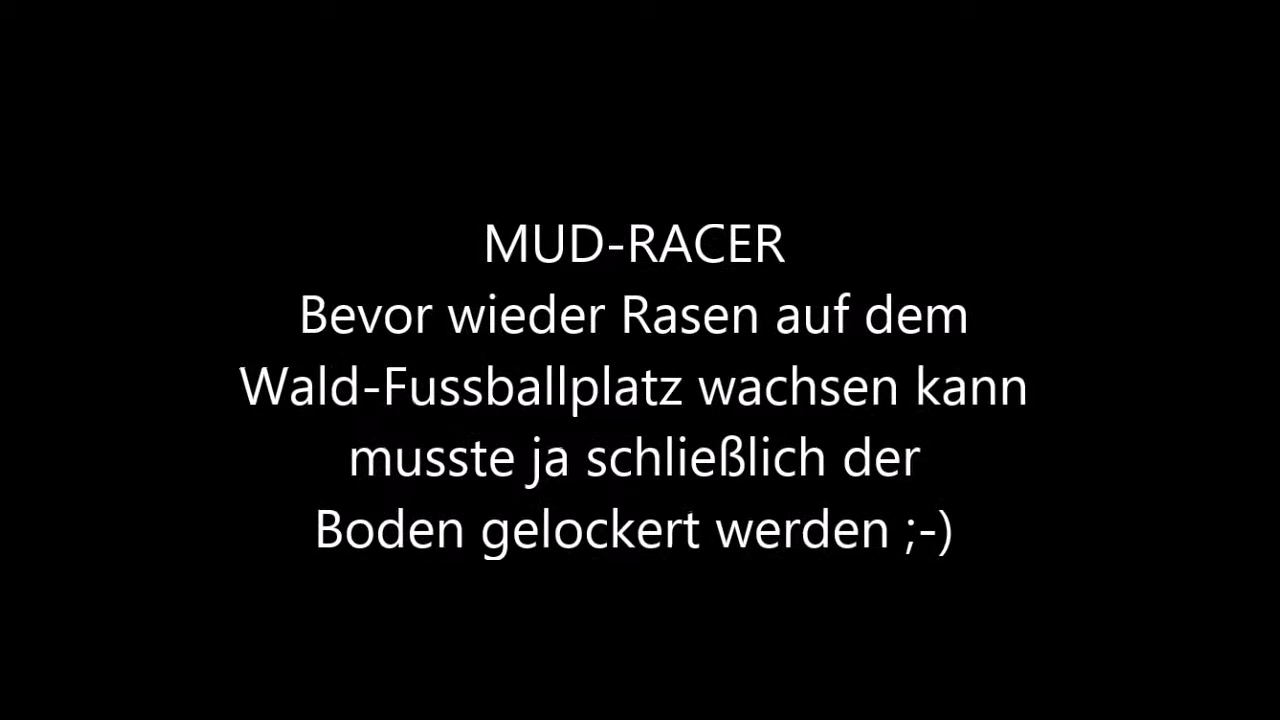 MUD-RACER
Bevor wieder Rasen auf dem
Wald-Fussballplatz wachsen kann
musste ja schließlich der
Boden gelockert werden ;-)